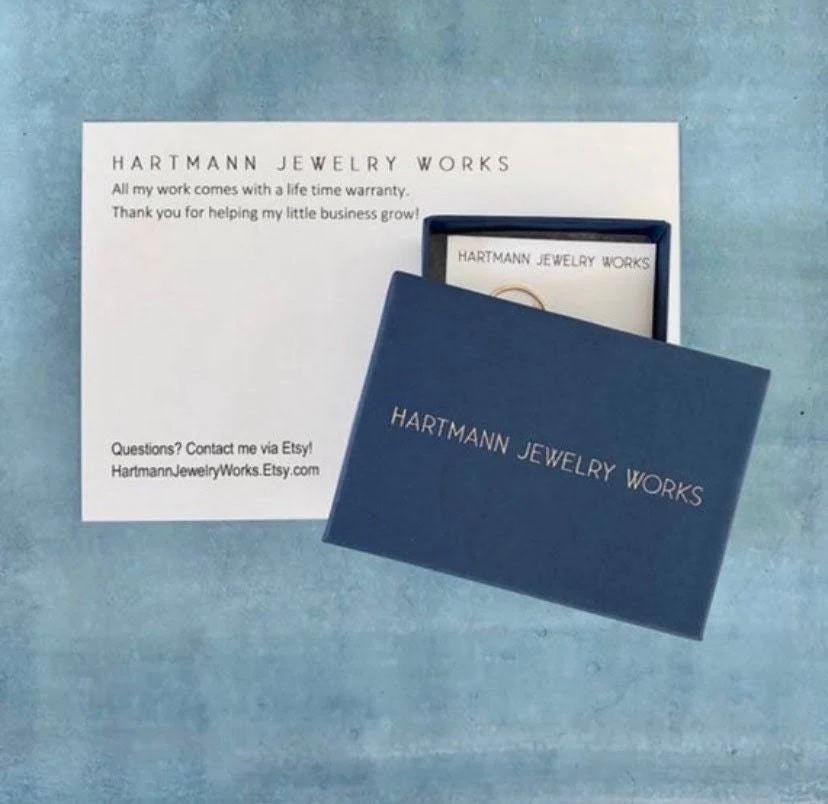 HARTMANN JEWELRY WORKS
All my work comes with a life time warranty.
Thank you for helping my little business grow!
HARTMANN JEWELRY WORKS
HARTMANN JEWELRY WORKS
Questions? Contact me via Etsy!
HartmannJewelryWorks.Etsy.com